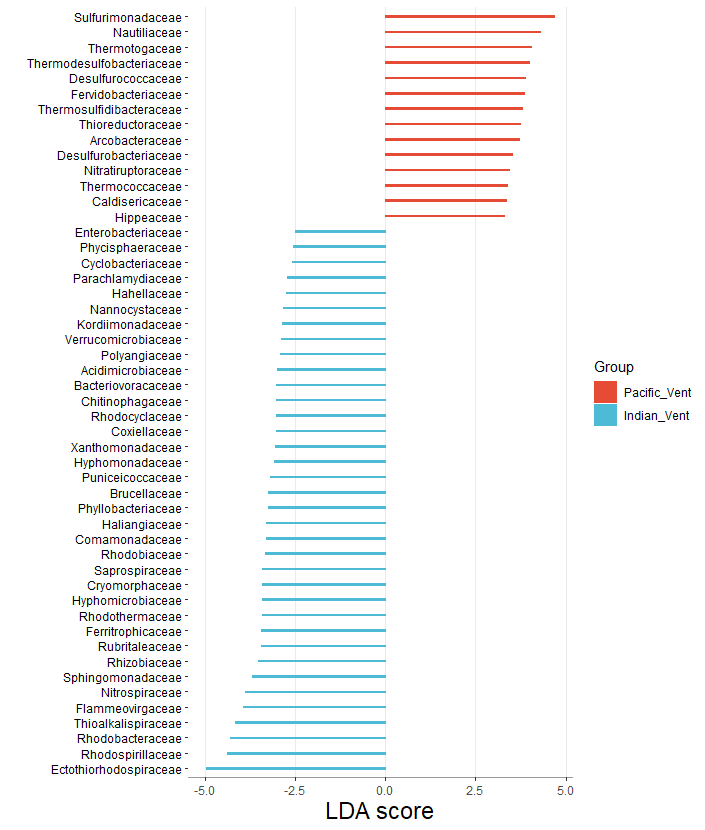 Sulfurimonadaceae
Nautiliaceae
Thermotogaceae
Thermodesulfobacteriaceae
Desulfurococcaceae
Fervidobacteriaceae
Thermosulfidibacteraceae
Thioreductoraceae
Arcobacteraceae
Desulfurobacteriaceae
Nitratiruptoraceae
Thermococcaceae
Caldisericaceae
Hippeaceae
Enterobacteriaceae
Phycisphaeraceae
Cyclobacteriaceae
Parachlamydiaceae
Hahellaceae
Nannocystaceae
Kordiimonadaceae
Verrucomicrobiaceae
Polyangiaceae
Acidimicrobiaceae
Bacteriovoracaceae
Chitinophagaceae
Rhodocyclaceae
Coxiellaceae
Xanthomonadaceae
Hyphomonadaceae
Puniceicoccaceae
Brucellaceae
Phyllobacteriaceae
Haliangiaceae
Comamonadaceae
Rhodobiaceae
Saprospiraceae
Cryomorphaceae
Hyphomicrobiaceae
Rhodothermaceae
Ferritrophicaceae
Rubritaleaceae
Rhizobiaceae
Sphingomonadaceae
Nitrospiraceae
Flammeovirgaceae
Thioalkalispiraceae
Rhodobacteraceae
Rhodospirillaceae
Ectothiorhodospiraceae
-5.0 -2.5 0.0 2.5 5.0
LDA score
Group
Pacific_Vent
Indian_Vent